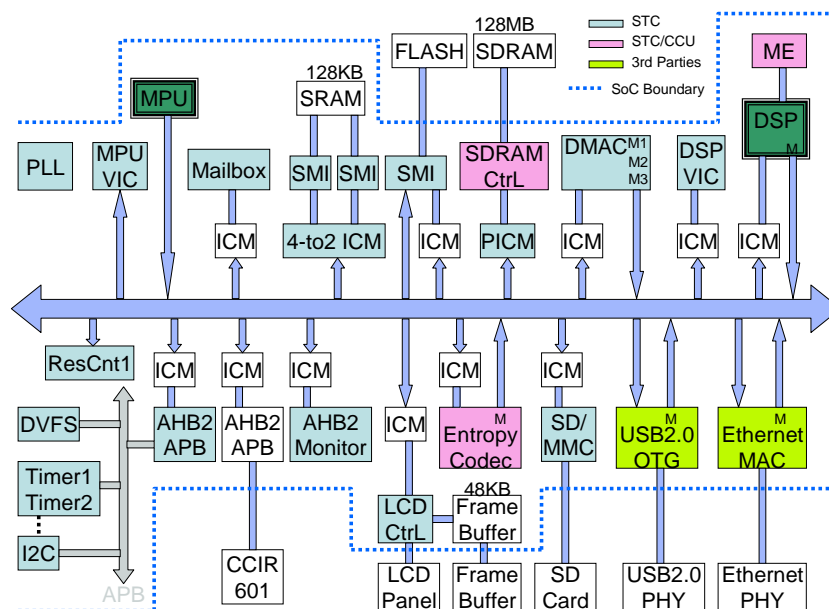 128MB
STC
STC/CCU
3rd Parties
SoC Boundary
FLASH
SDRAM
ME
128KB
SRAM
MPU
DSP
M
PLL
MPU
VIC
Mailbox
SMI
SMI
SMI
SDRAM
CtrL
DMAC M1
M2
M3
DSP
VIC
ICM
4-to2 ICM
ICM
PICM
ICM
ICM
ICM
ResCnt1
ICM
ICM
ICM
ICM
ICM
DVFS
AHB2
APB
AHB2
APB
AHB2
Monitor
ICM
M
Entropy
Codec
SD/
MMC
M
USB2.0
OTG
M
Ethernet
MAC
Timer1
Timer2
I2C
APB
48KB
LCD
CtrL
Frame
Buffer
CCIR
601
LCD
Panel
Frame
Buffer
SD
Card
USB2.0
PHY
Ethernet
PHY